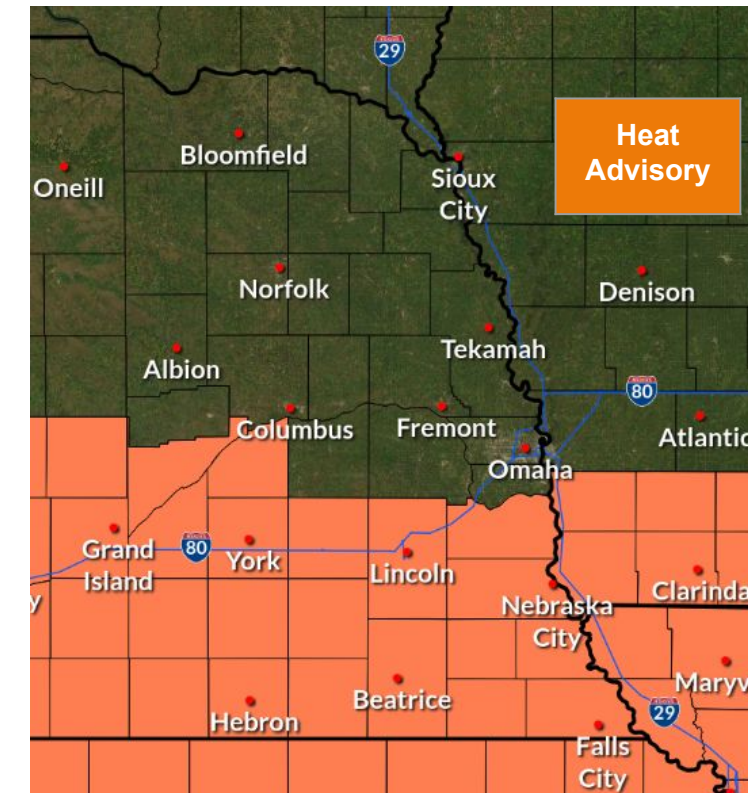 29
Heat
Advisory
Bloomfield
Oneill
Sioux
City
Norfolk
Denison
Tekamah
Albion
80
Columbus
Fremont
Atlantic
Omaha
Grand
Island
80
York
Lincoln
y
Clarinda
Nebraska
City
Maryv
Beatrice
29
Hebron
Falls
City